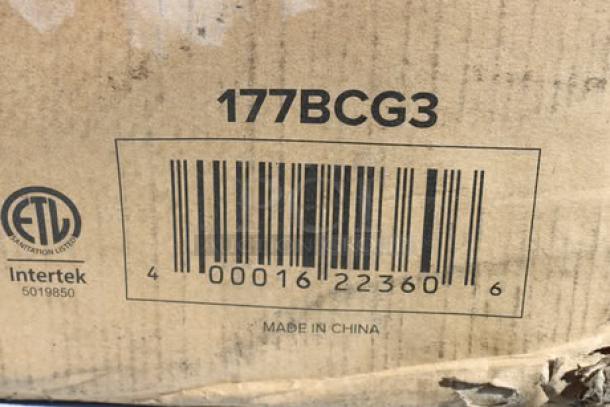 177BCG3
ETL
SANITATION LISTED
Intertek
5019850
4 00016 22360 6
MADE IN CHINA